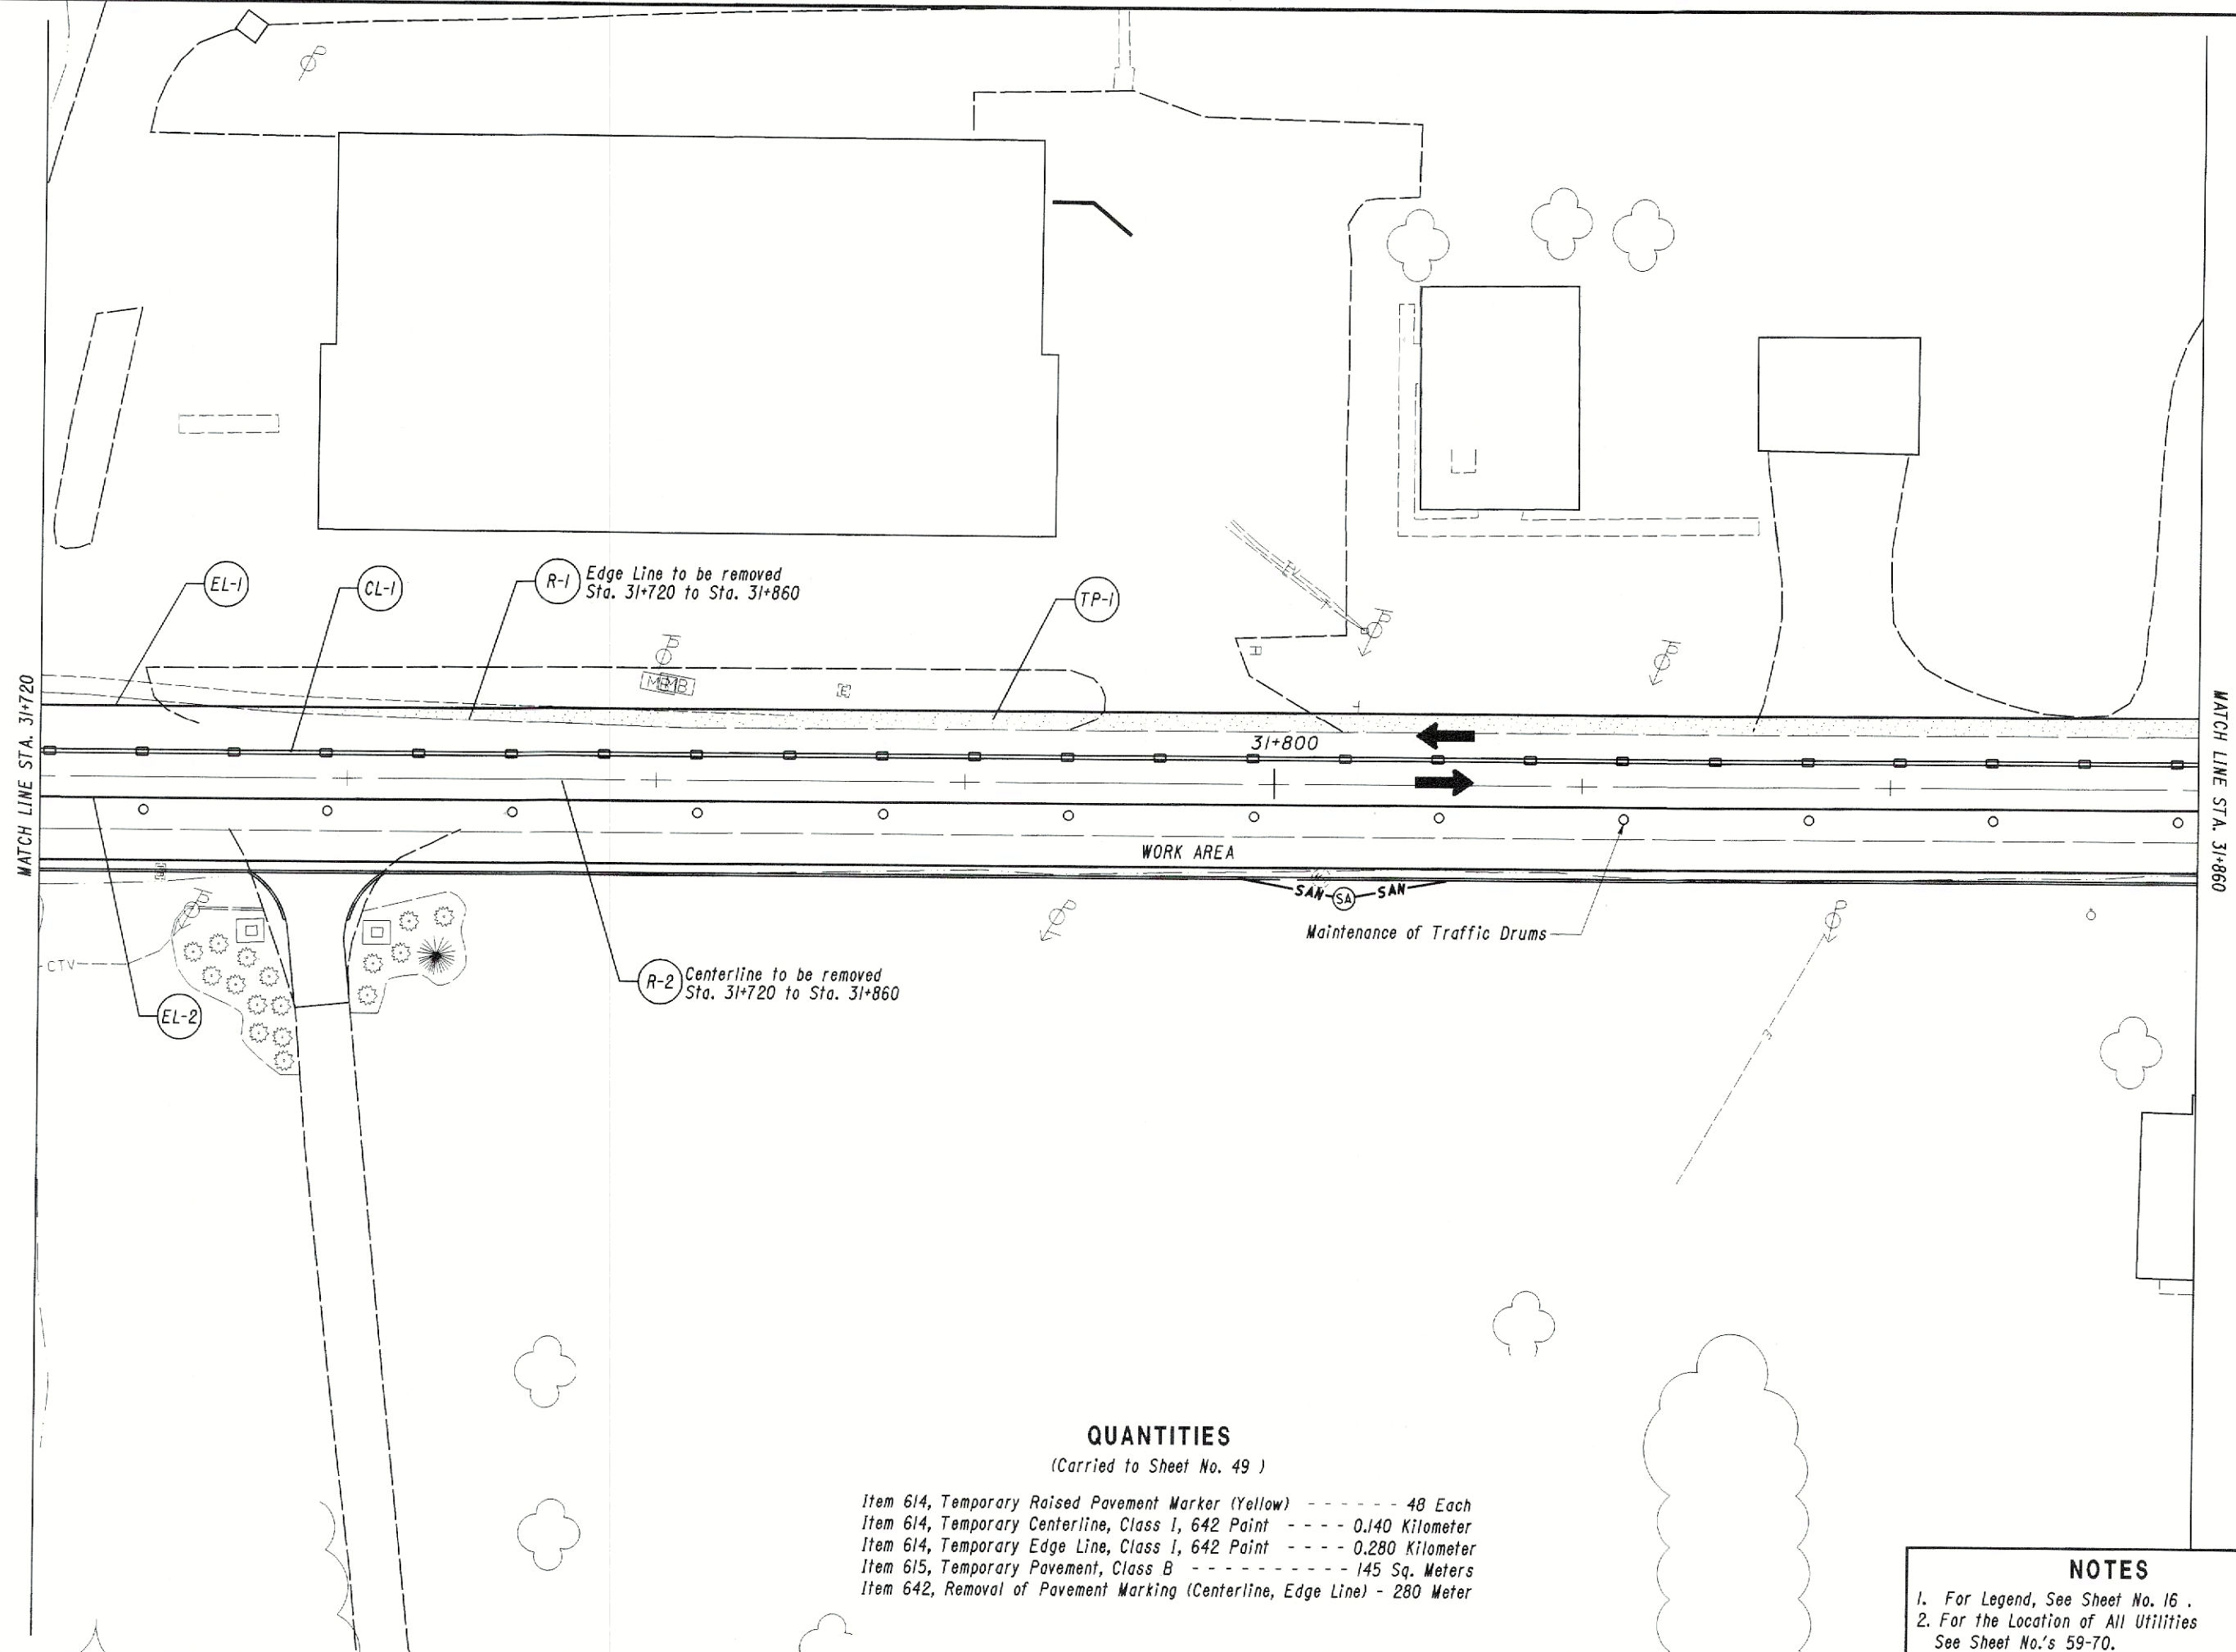 EL-1
CL-1
R-1
Edge Line to be removed
Sta. 31+720 to Sta. 31+860
TP-1
MATCH LINE STA. 31+720
MATCH LINE STA. 31+860
31+800
WORK AREA
SAN
SA
SAN
Maintenance of Traffic Drums
CTV
R-2
Centerline to be removed
Sta. 31+720 to Sta. 31+860
EL-2
QUANTITIES
(Carried to Sheet No. 49 )
Item 614, Temporary Raised Pavement Marker (Yellow) - - - - - - 48 Each
Item 614, Temporary Centerline, Class I, 642 Paint - - - - 0.140 Kilometer
Item 614, Temporary Edge Line, Class I, 642 Paint - - - - 0.280 Kilometer
Item 615, Temporary Pavement, Class B - - - - - - - - - - 145 Sq. Meters
Item 642, Removal of Pavement Marking (Centerline, Edge Line) - 280 Meter
NOTES
1. For Legend, See Sheet No. 16 .
2. For the Location of All Utilities
See Sheet No.'s 59-70.